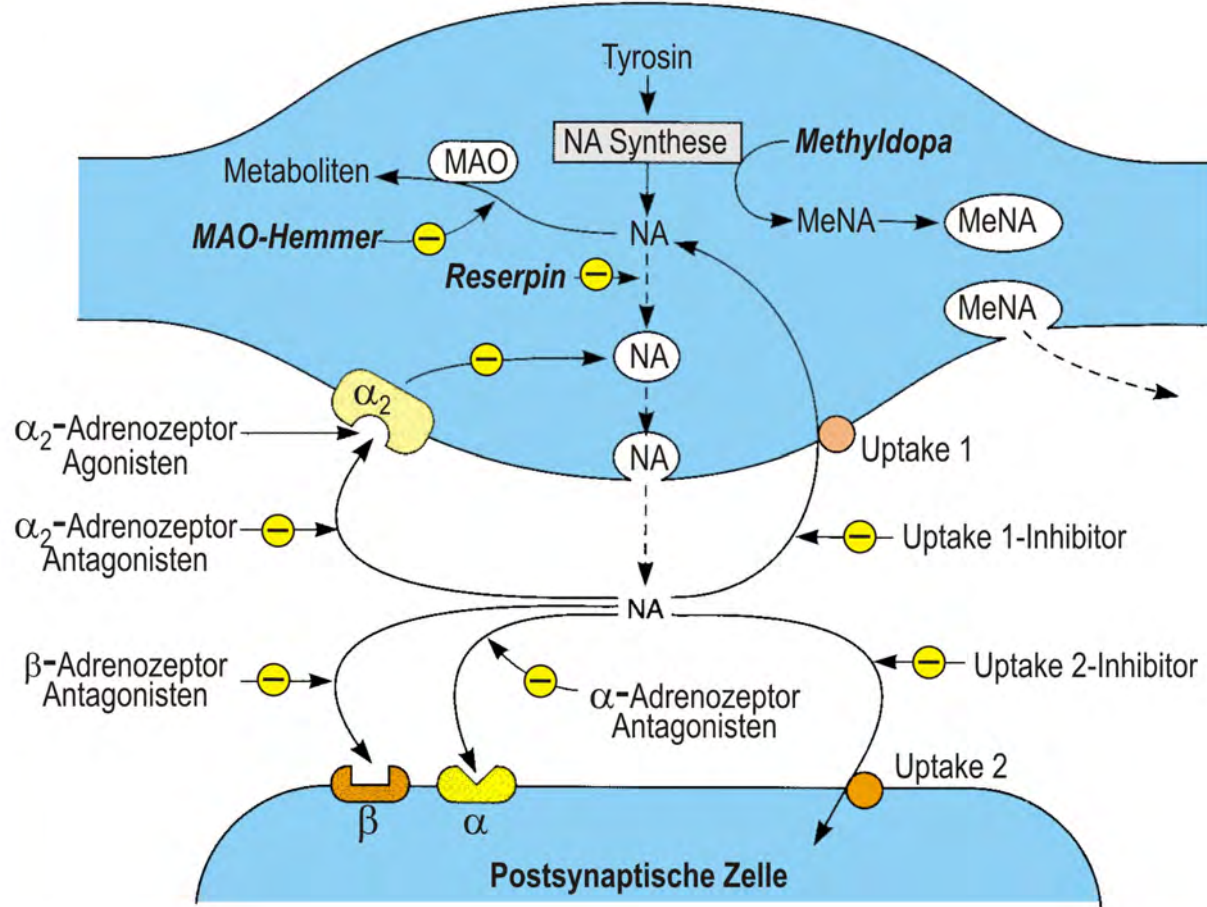 Tyrosin
NA Synthese
Methyldopa
MAO
Metaboliten
MAO-Hemmer
NA
MeNA
MeNA
Reserpin
MeNA
NA
α2
α2-Adrenozeptor
Agonisten
NA
Uptake 1
α2-Adrenozeptor
Antagonisten
Uptake 1-Inhibitor
NA
β-Adrenozeptor
Antagonisten
α-Adrenozeptor
Antagonisten
Uptake 2-Inhibitor
Uptake 2
β
α
Postsynaptische Zelle